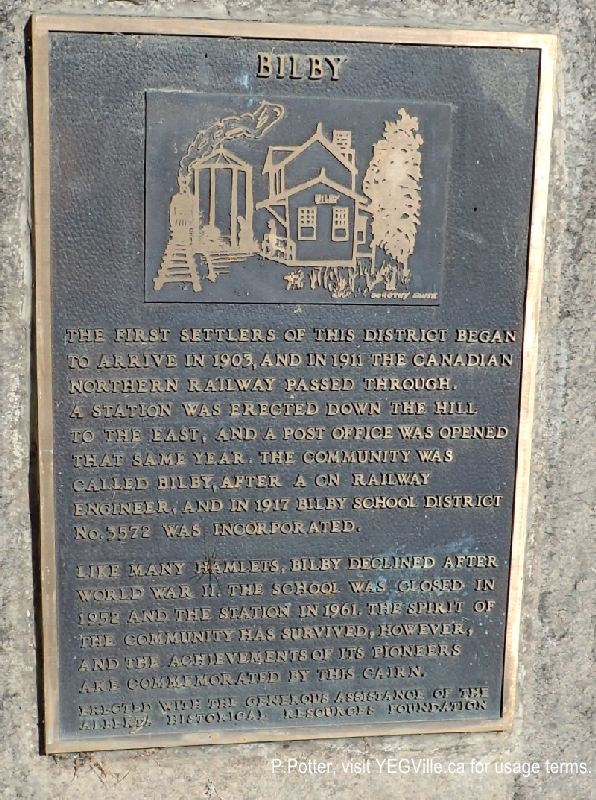 BILBY
BILBY
THE FIRST SETTLERS OF THIS DISTRICT BEGAN
TO ARRIVE IN 1903, AND IN 1911 THE CANADIAN
NORTHERN RAILWAY PASSED THROUGH.
A STATION WAS ERECTED DOWN THE HILL
TO THE EAST, AND A POST OFFICE WAS OPENED
THAT SAME YEAR. THE COMMUNITY WAS
CALLED BILBY, AFTER A CN RAILWAY
ENGINEER, AND IN 1917 BILBY SCHOOL DISTRICT
No. 3572 WAS INCORPORATED.
LIKE MANY HAMLETS, BILBY DECLINED AFTER
WORLD WAR II. THE SCHOOL WAS CLOSED IN
1952 AND THE STATION IN 1961. THE SPIRIT OF
THE COMMUNITY HAS SURVIVED, HOWEVER,
AND THE ACHIEVEMENTS OF ITS PIONEERS
ARE COMMEMORATED BY THIS CAIRN.
ERECTED WITH THE GENEROUS ASSISTANCE OF THE
ALBERTA HISTORICAL RESOURCES FOUNDATION
DOROTHY
P.Potter, visit YEGVille.ca for usage terms.